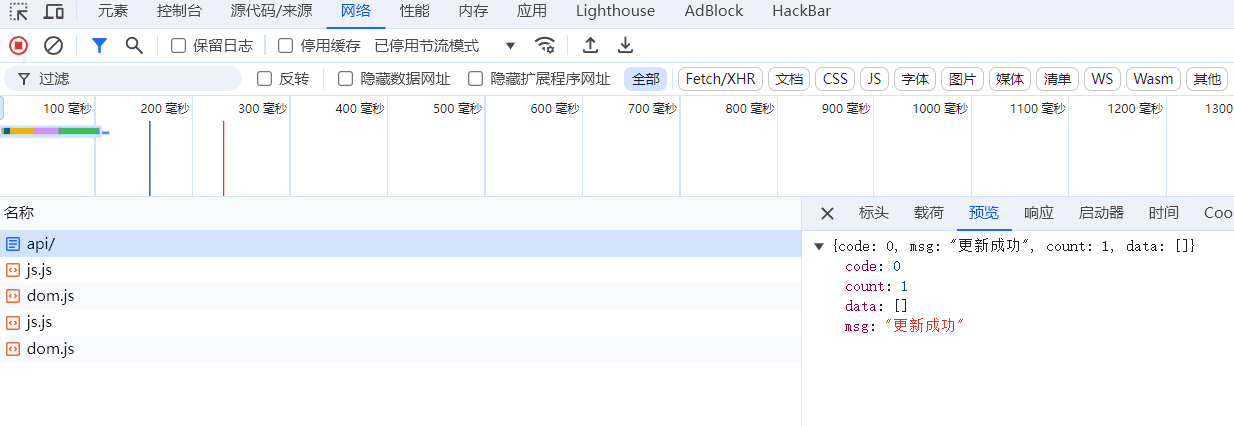 元素 控制台 源代码/来源 网络 性能 内存 应用 Lighthouse AdBlock HackBar
保留日志 停用缓存 已停用节流模式
过滤 反转 隐藏数据网址 隐藏扩展程序网址 全部 Fetch/XHR 文档 CSS JS 字体 图片 媒体 清单 WS Wasm 其他
100 毫秒 200 毫秒 300 毫秒 400 毫秒 500 毫秒 600 毫秒 700 毫秒 800 毫秒 900 毫秒 1000 毫秒 1100 毫秒 1200 毫秒 1300
名称 标头 载荷 预览 响应 启动器 时间 Coo
api/
js.js
dom.js
js.js
dom.js
{code: 0, msg: "更新成功", count: 1, data: []}
code: 0
count: 1
data: []
msg: "更新成功"